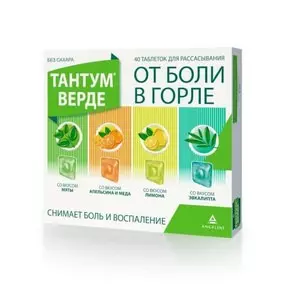 БЕЗ САХАРА
40 ТАБЛЕТОК ДЛЯ РАССАСЫВАНИЯ
ТАНТУМ®
ВЕРДЕ
ОТ БОЛИ
В ГОРЛЕ
СО ВКУСОМ
МЯТЫ
СО ВКУСОМ
АПЕЛЬСИНА И МЕДА
СО ВКУСОМ
ЛИМОНА
СО ВКУСОМ
ЭВКАЛИПТА
СНИМАЕТ БОЛЬ И ВОСПАЛЕНИЕ
ANGELINI